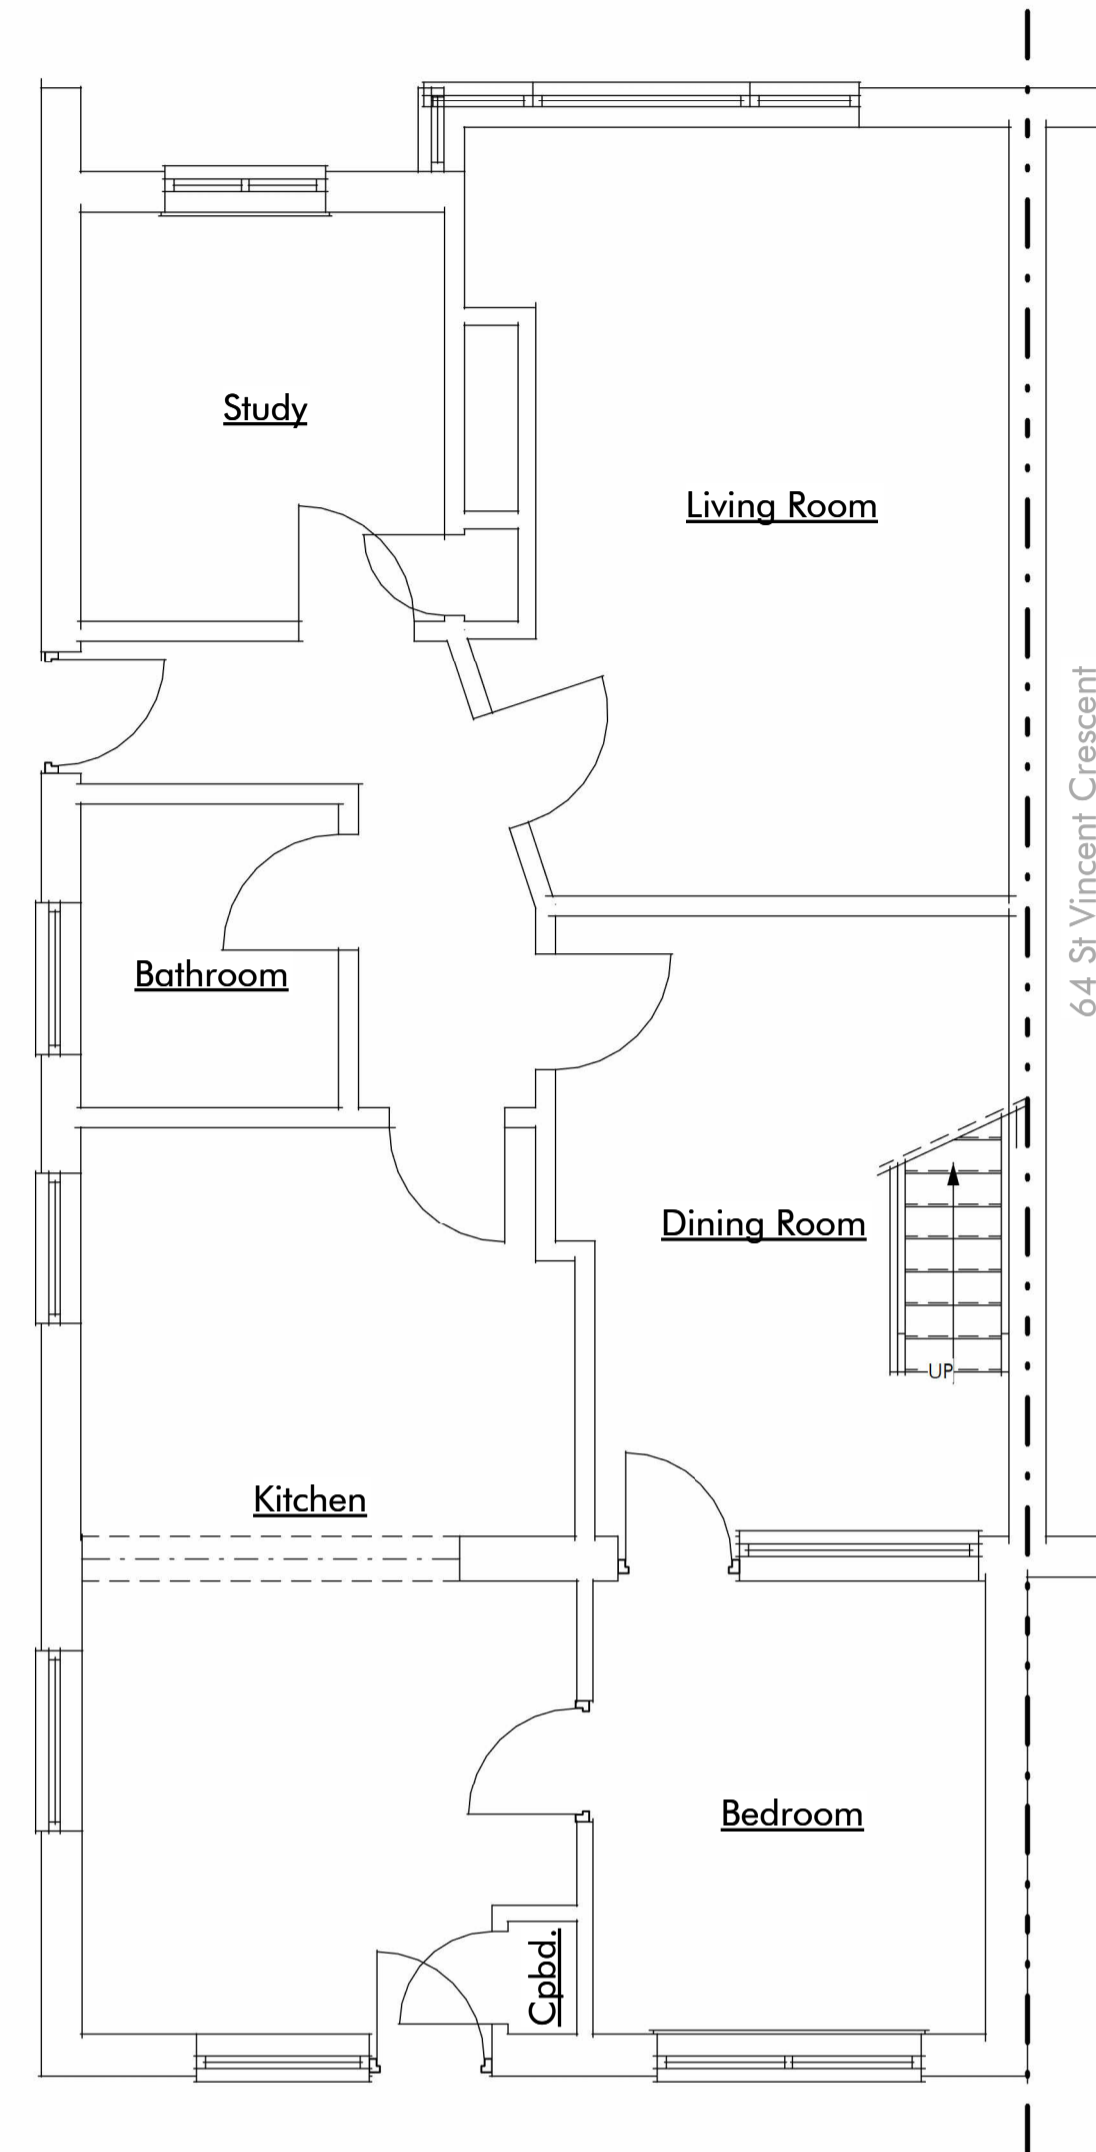 Study
Living Room
64 St Vincent Crescent
Bathroom
Dining Room
UP
Kitchen
Bedroom
Cpbd.